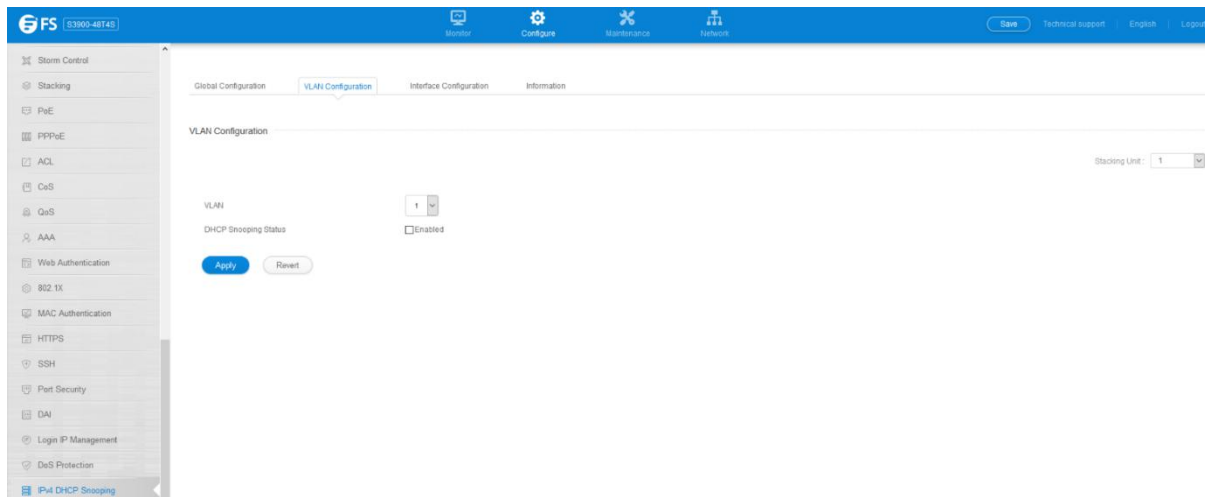 FS S3900-48T4S
Monitor
Configure
Maintenance
Network
Save
Technical support | English | Logout
Storm Control
Stacking
PoE
PPPoE
ACL
CoS
QoS
AAA
Web Authentication
802.1X
MAC Authentication
HTTPS
SSH
Port Security
DAI
Login IP Management
DoS Protection
IPv4 DHCP Snooping
Global Configuration
VLAN Configuration
Interface Configuration
Information
VLAN Configuration
Stacking Unit : 1
VLAN 1
DHCP Snooping Status Enabled
Apply
Revert